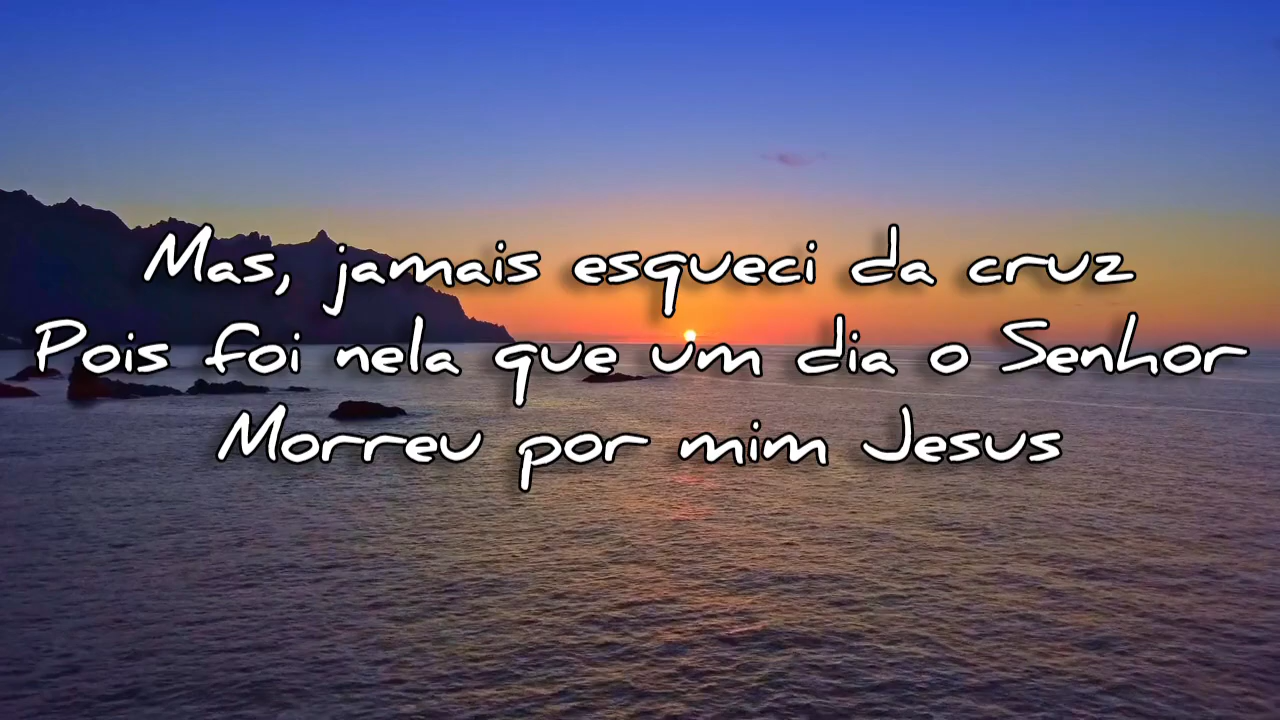 Mas, jamais esqueci da cruz
Pois foi nela que um dia o Senhor
Morreu por mim Jesus